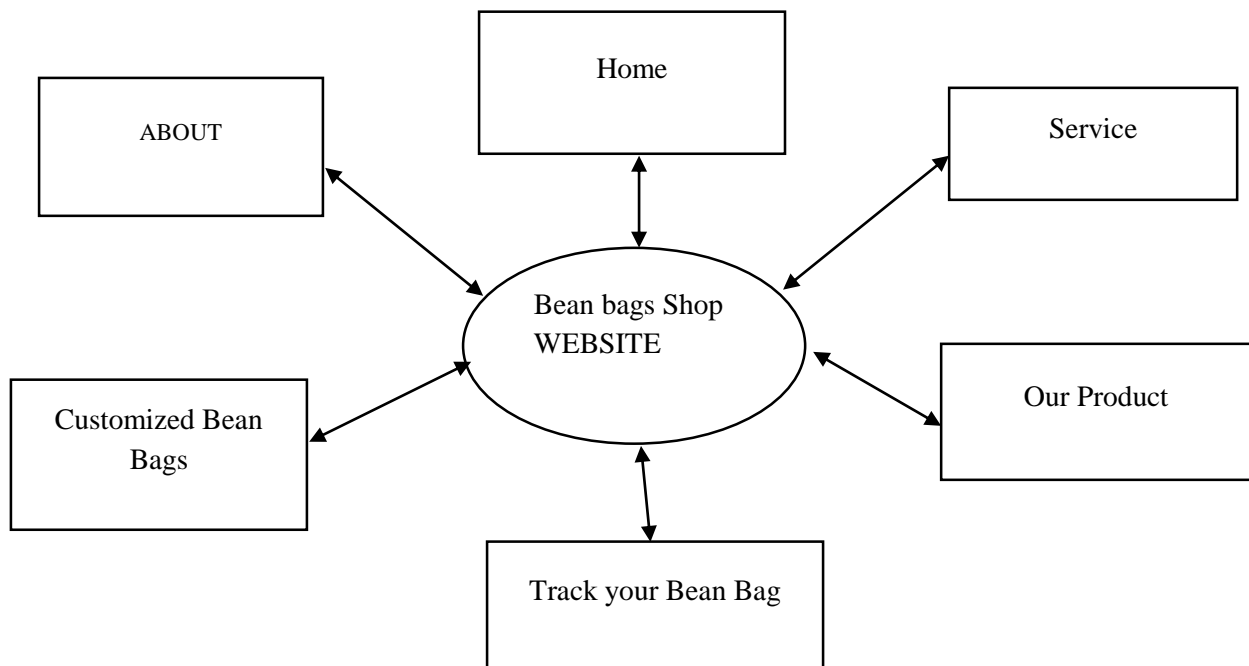 Home
ABOUT
Service
Bean bags Shop
WEBSITE
Our Product
Customized Bean
Bags
Track your Bean Bag